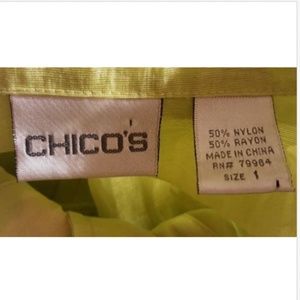 CHICO'S
50% NYLON
50% RAYON
MADE IN CHINA
RN# 79984
SIZE 1